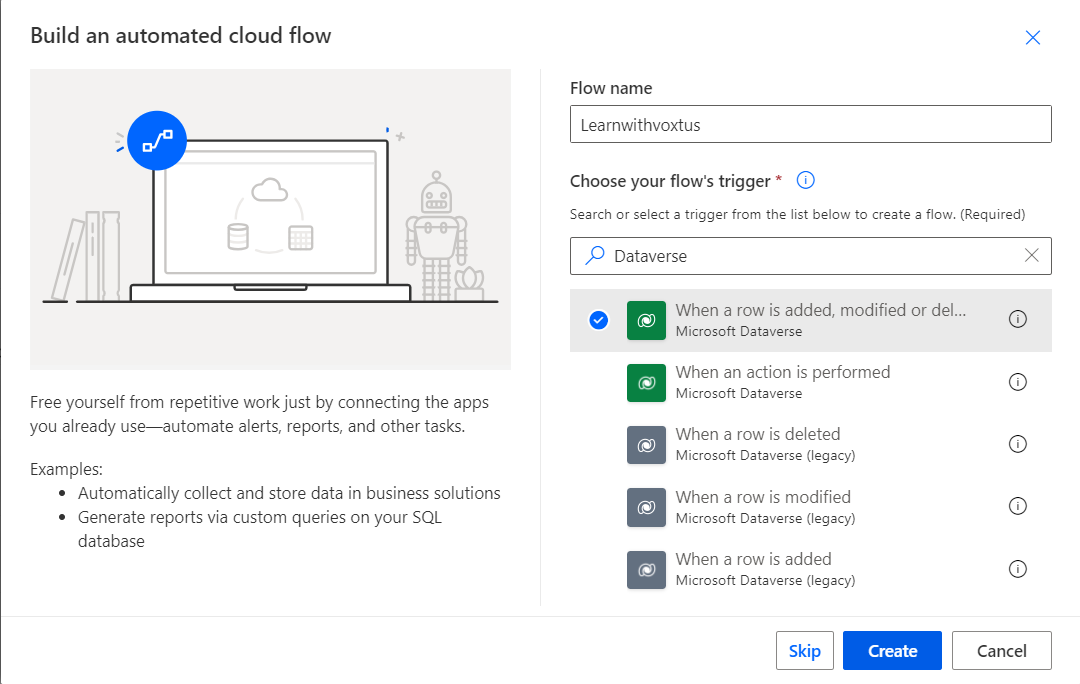 Build an automated cloud flow
Free yourself from repetitive work just by connecting the apps
you already use—automate alerts, reports, and other tasks.
Examples:
• Automatically collect and store data in business solutions
• Generate reports via custom queries on your SQL
database
Flow name
Learnwithvoxtus
Choose your flow's trigger *
Search or select a trigger from the list below to create a flow. (Required)
Dataverse
When a row is added, modified or del...
Microsoft Dataverse
When an action is performed
Microsoft Dataverse
When a row is deleted
Microsoft Dataverse (legacy)
When a row is modified
Microsoft Dataverse (legacy)
When a row is added
Microsoft Dataverse (legacy)
Skip Create Cancel